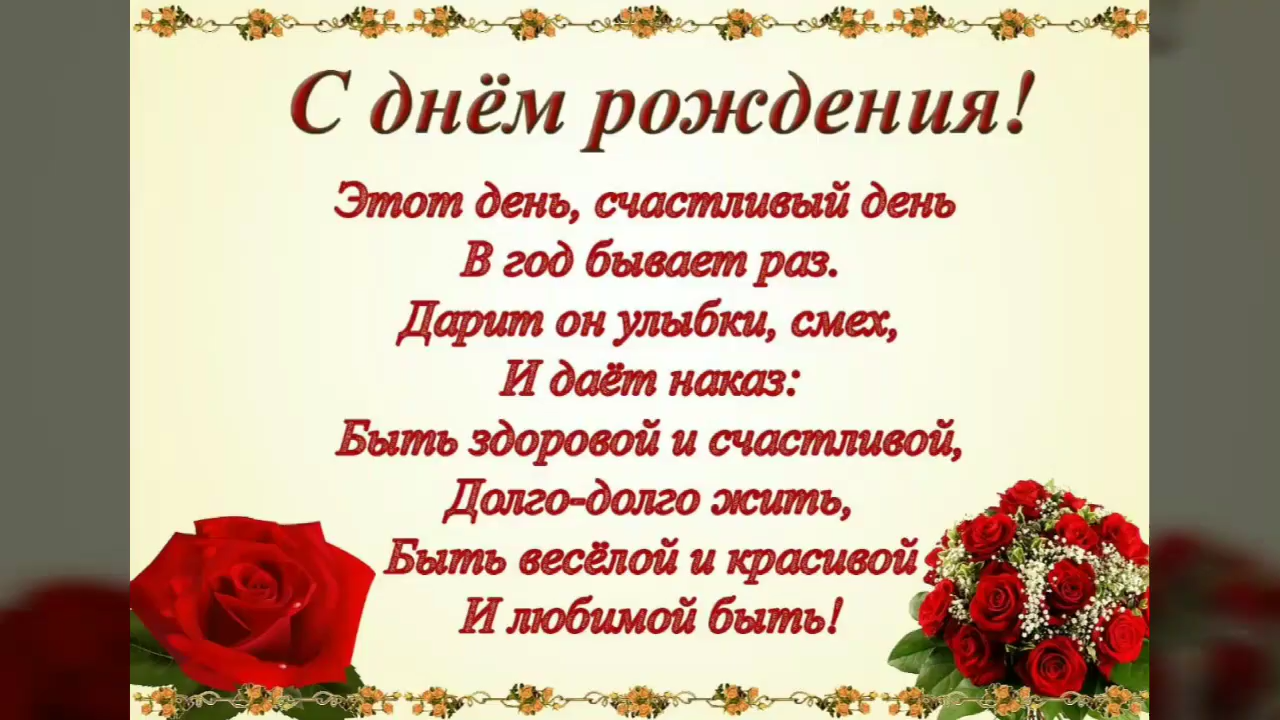 С днём рождения!
Этот день, счастливый день
В год бывает раз.
Дарит он улыбки, смех,
И даёт наказ:
Быть здоровой и счастливой,
Долго-долго жить,
Быть весёлой и красивой
И любимой быть!